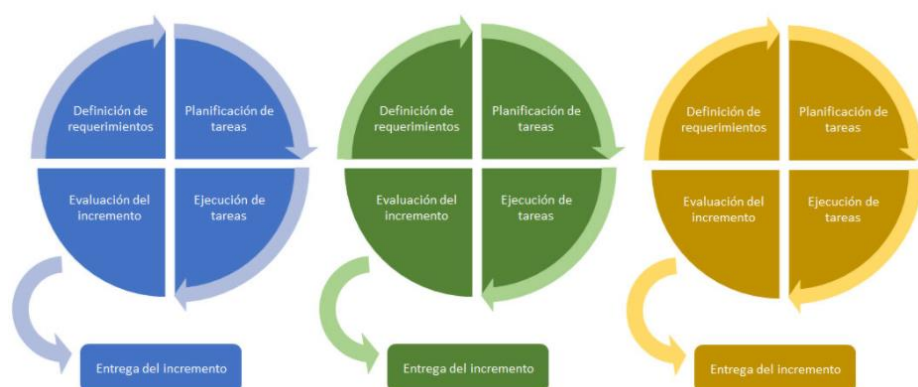 Definición de
requerimientos
Planificación de
tareas
Evaluación del
incremento
Ejecución de
tareas
Entrega del incremento
Definición de
requerimientos
Planificación de
tareas
Evaluación del
incremento
Ejecución de
tareas
Entrega del incremento
Definición de
requerimientos
Planificación de
tareas
Evaluación del
incremento
Ejecución de
tareas
Entrega del incremento